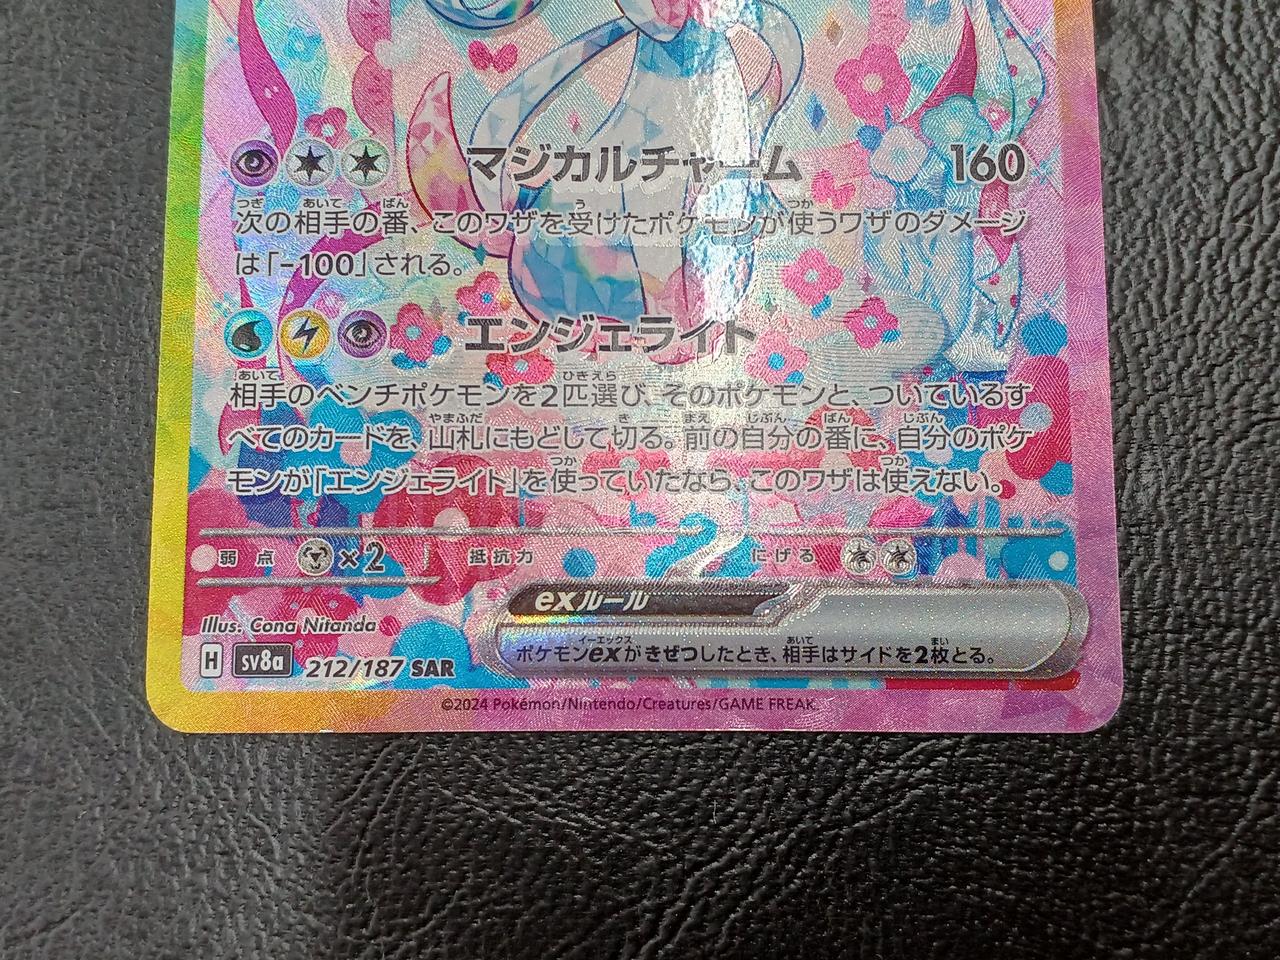 マジカルチャーム 160
次の相手の番、このワザを受けたポケモンが使うワザのダメージ
は「-100」される。
エンジェライト
相手のベンチポケモンを2匹選び、そのポケモンと、ついているす
べてのカードを、山札にもどして切る。前の自分の番に、自分のポケ
モンが「エンジェライト」を使っていたなら、このワザは使えない。
弱点 ×2 抵抗力 にげる
exルール
ポケモンexがきぜつしたとき、相手はサイドを2枚とる。
Illus. Cona Nitanda
H sv8a 212/187 SAR
©2024 Pokémon/Nintendo/Creatures/GAME FREAK.